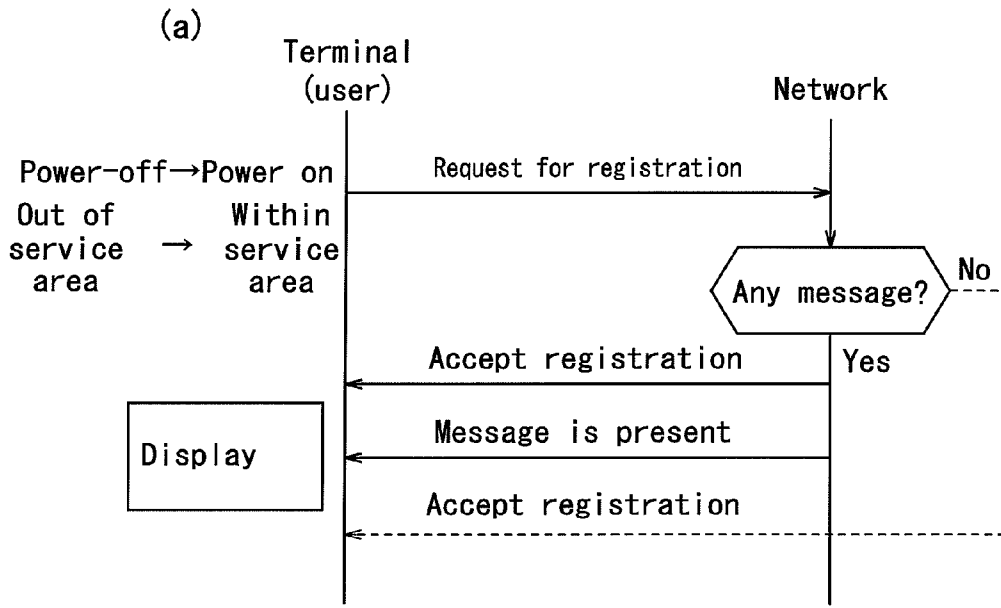 (a)
Terminal
(user)
Network
Power-off→Power on
Request for registration
Out of
service
area
→
Within
service
area
Any message?
No
Yes
Accept registration
Message is present
Display
Accept registration